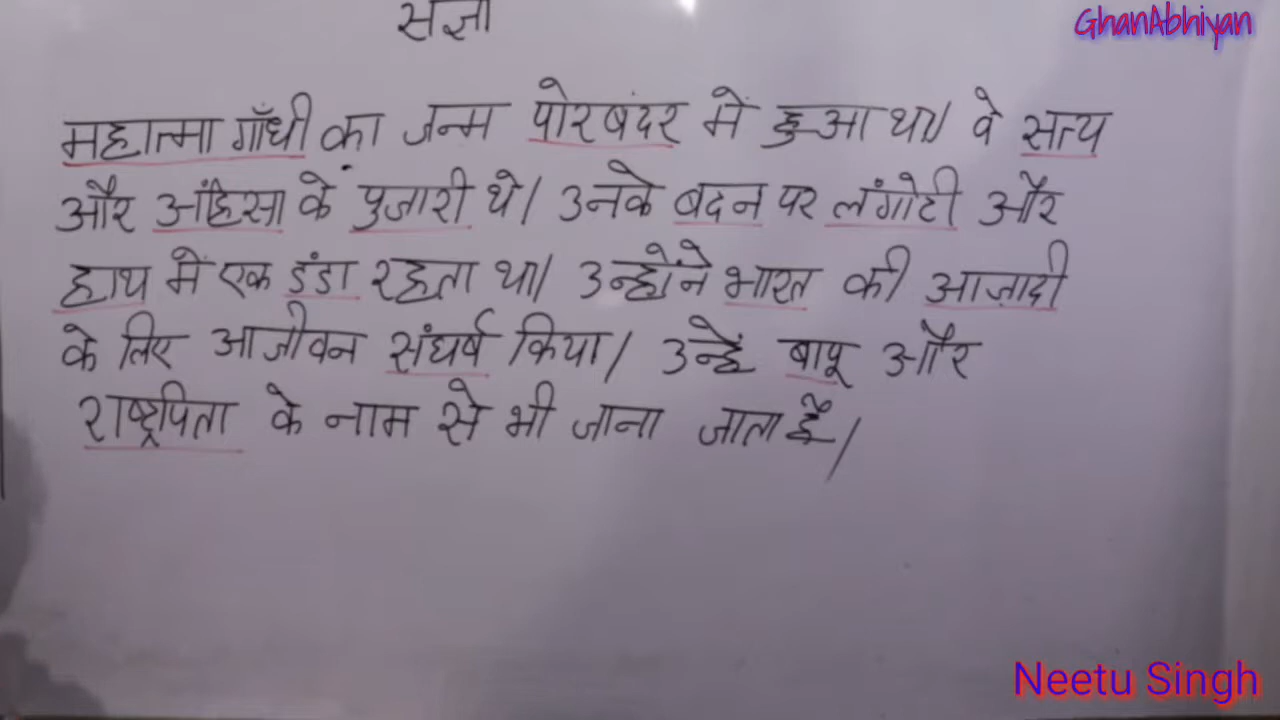 संज्ञा
GhanAbhiyan
महात्मा गाँधी का जन्म पोरबंदर में हुआ था। वे सत्य
और अंहिसा के पुजारी थे। उनके बदन पर लंगोटी और
हाथ में एक डंडा रहता था। उन्होंने भारत की आज़ादी
के लिए आजीवन संघर्ष किया। उन्हें बापू और
राष्ट्रपिता के नाम से भी जाना जाता है।
Neetu Singh